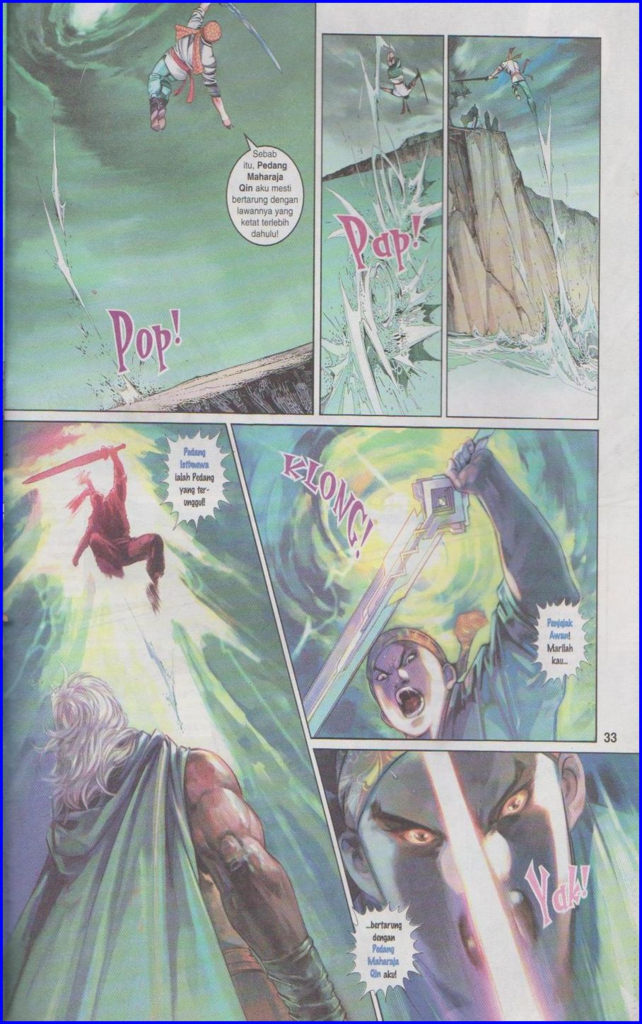 Sebab
itu, Pedang
Maharaja
Qin aku mesti
bertarung dengan
lawannya yang
ketat terlebih
dahulu!
Pop!
Pap!
Pedang
Istimewa
ialah Pedang
yang ter-
unggul!
KLONG!
Penjejak
Awan!
Marilah
kau...
33
...bertarung
dengan
Pedang
Maharaja
Qin aku!
Yak!